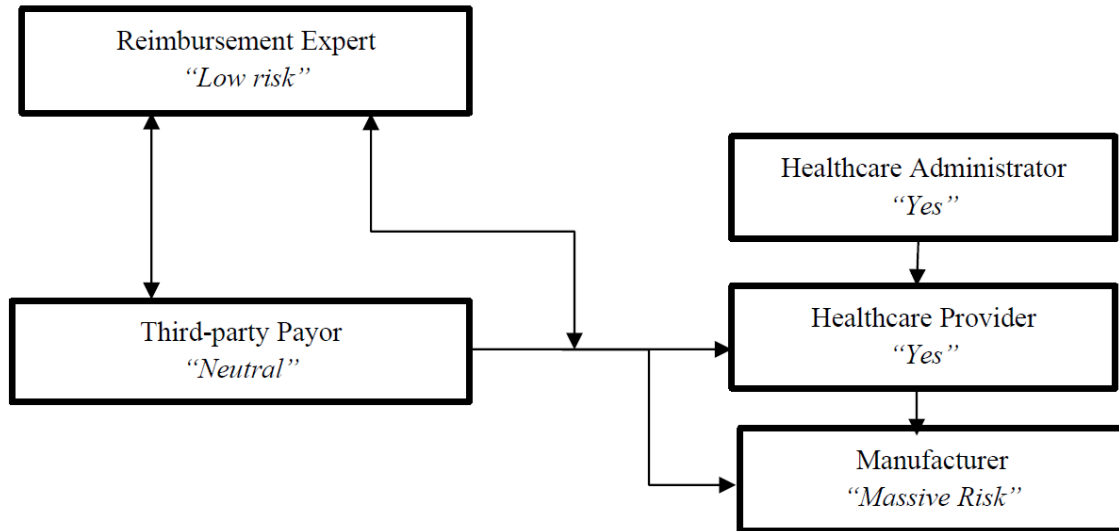 Reimbursement Expert
“Low risk”
Healthcare Administrator
“Yes”
Third-party Payor
“Neutral”
Healthcare Provider
“Yes”
Manufacturer
“Massive Risk”